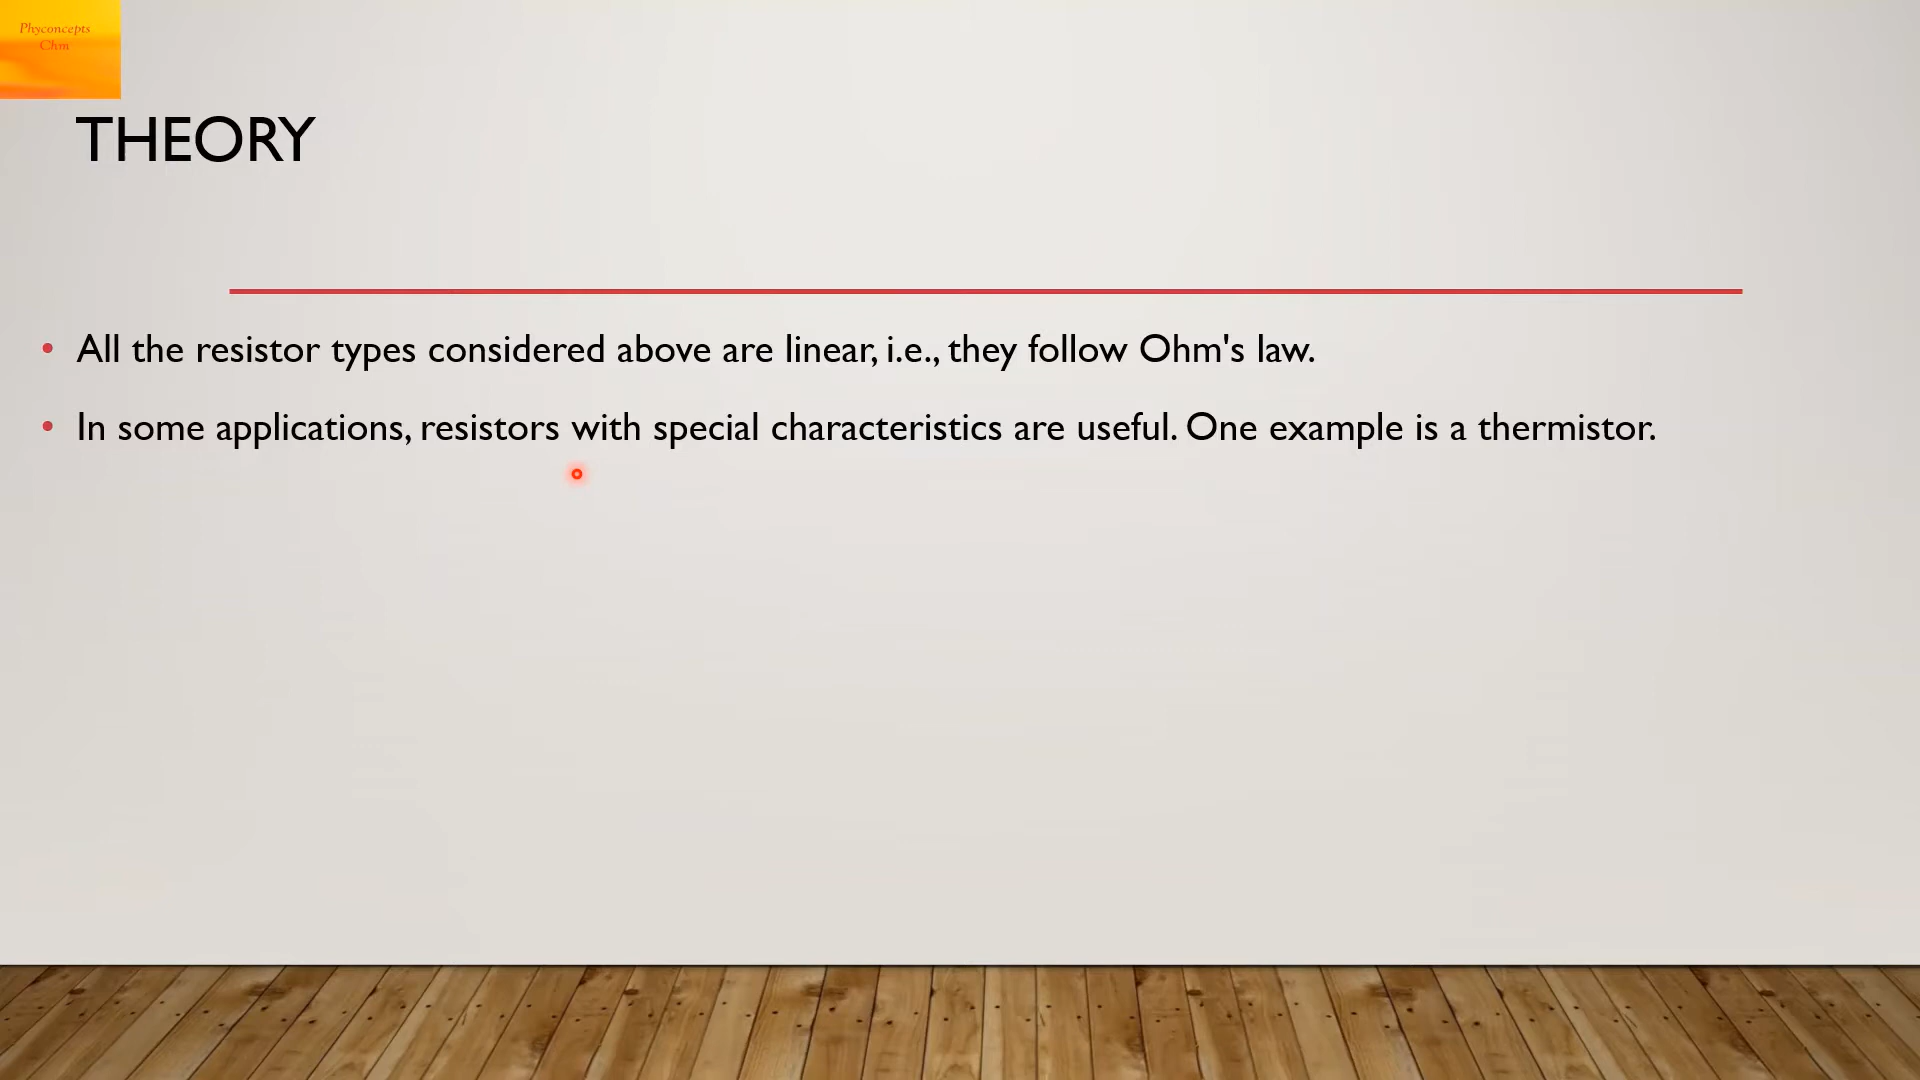 Phyconcepts
Chm
THEORY
• All the resistor types considered above are linear, i.e., they follow Ohm's law.
• In some applications, resistors with special characteristics are useful. One example is a thermistor.